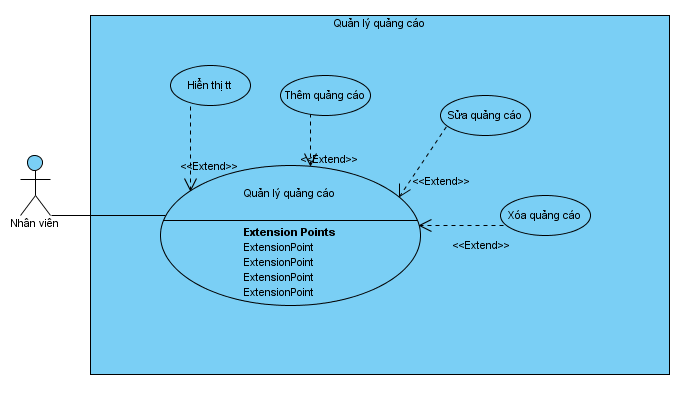 Quản lý quảng cáo
Hiển thị tt
Thêm quảng cáo
Sửa quảng cáo
<<Extend>>
<<Extend>>
<<Extend>>
Quản lý quảng cáo
Xóa quảng cáo
Nhân viên
Extension Points
<<Extend>>
ExtensionPoint
ExtensionPoint
ExtensionPoint
ExtensionPoint